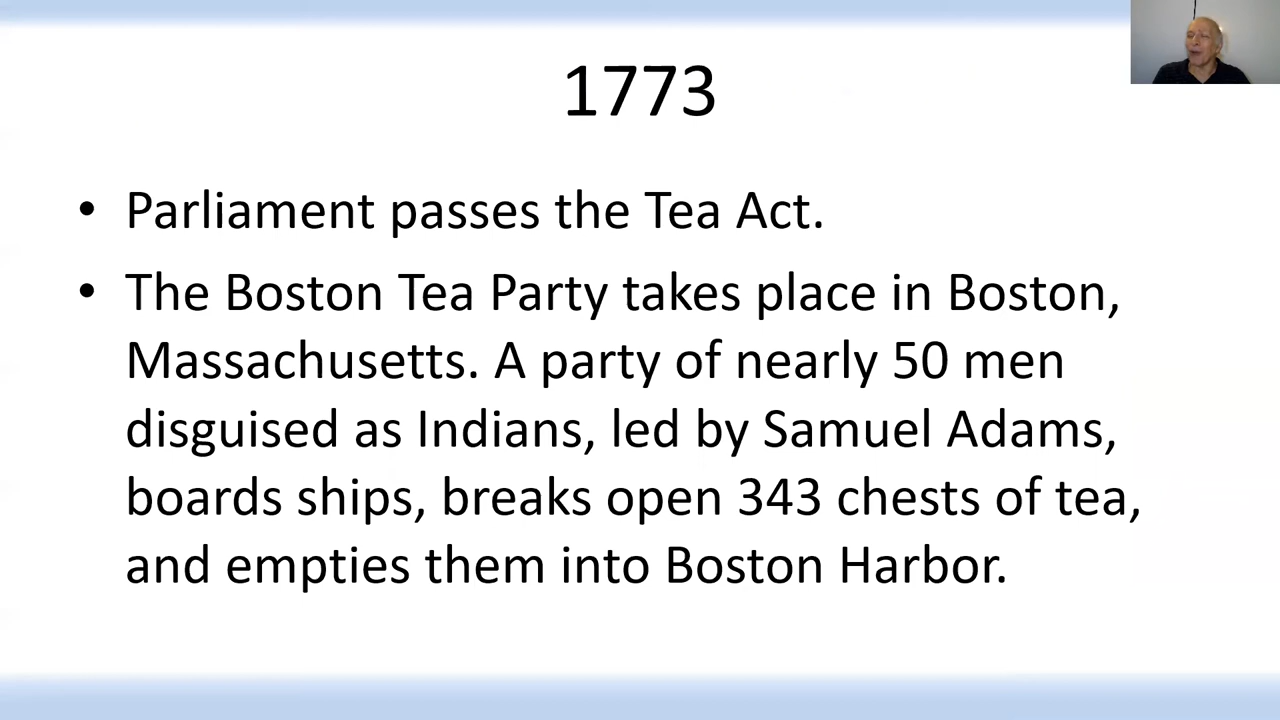 1773
• Parliament passes the Tea Act.
• The Boston Tea Party takes place in Boston,
Massachusetts. A party of nearly 50 men
disguised as Indians, led by Samuel Adams,
boards ships, breaks open 343 chests of tea,
and empties them into Boston Harbor.